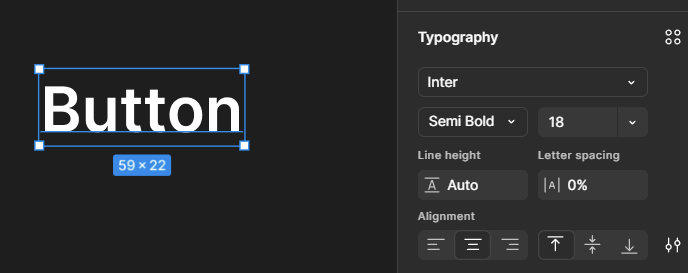 Typography
Inter
Button
Semi Bold
18
Line height
Letter spacing
59 × 22
Auto
|A| 0%
Alignment